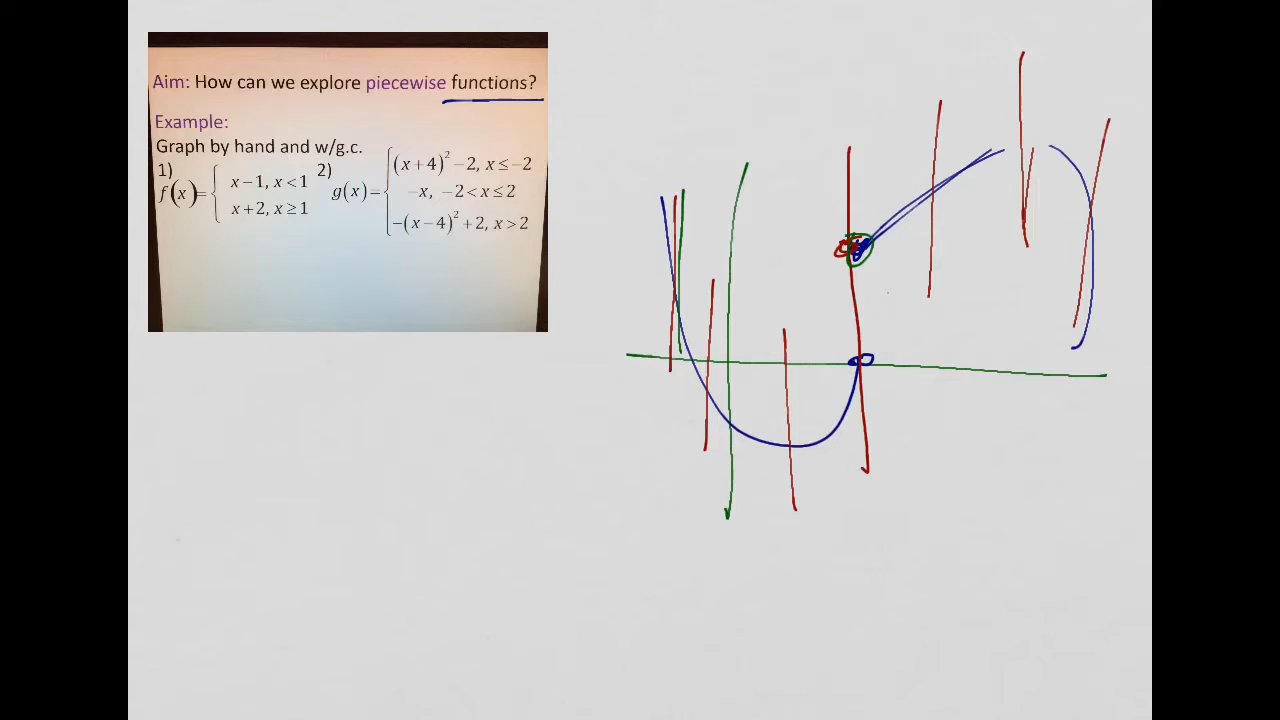 Aim: How can we explore piecewise functions?
Example:
Graph by hand and w/g.c.
1) f(x)= { x−1, x<1
x+2, x≥1
2) g(x)= { (x+4)²−2, x≤−2
−x, −2<x≤2
−(x−4)²+2, x>2